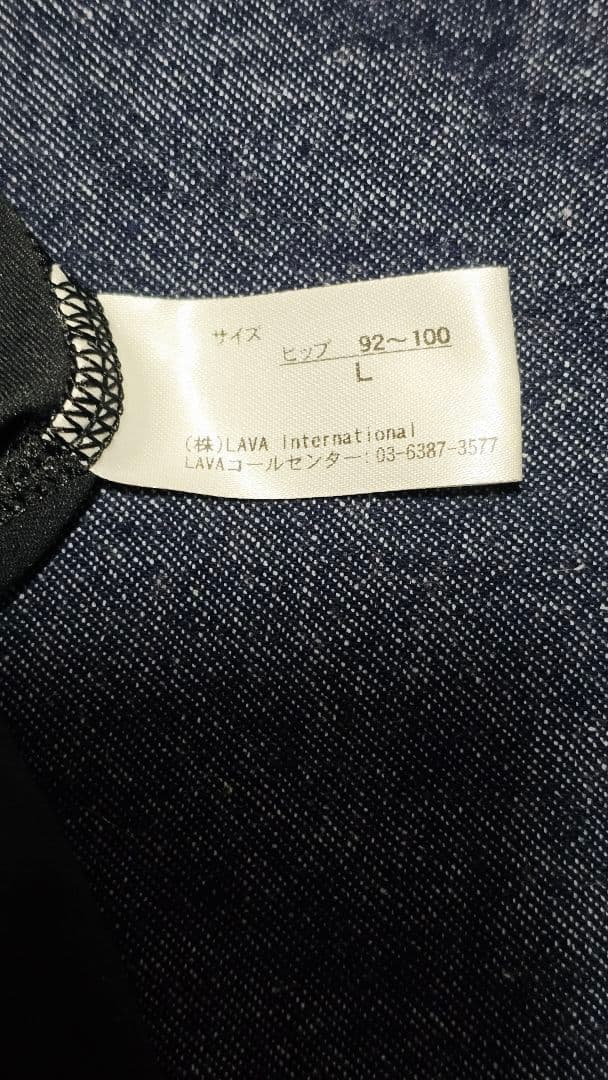 サイズ
ヒップ 92～100
L
(株)LAVA International
LAVAコールセンター:03-6387-3577